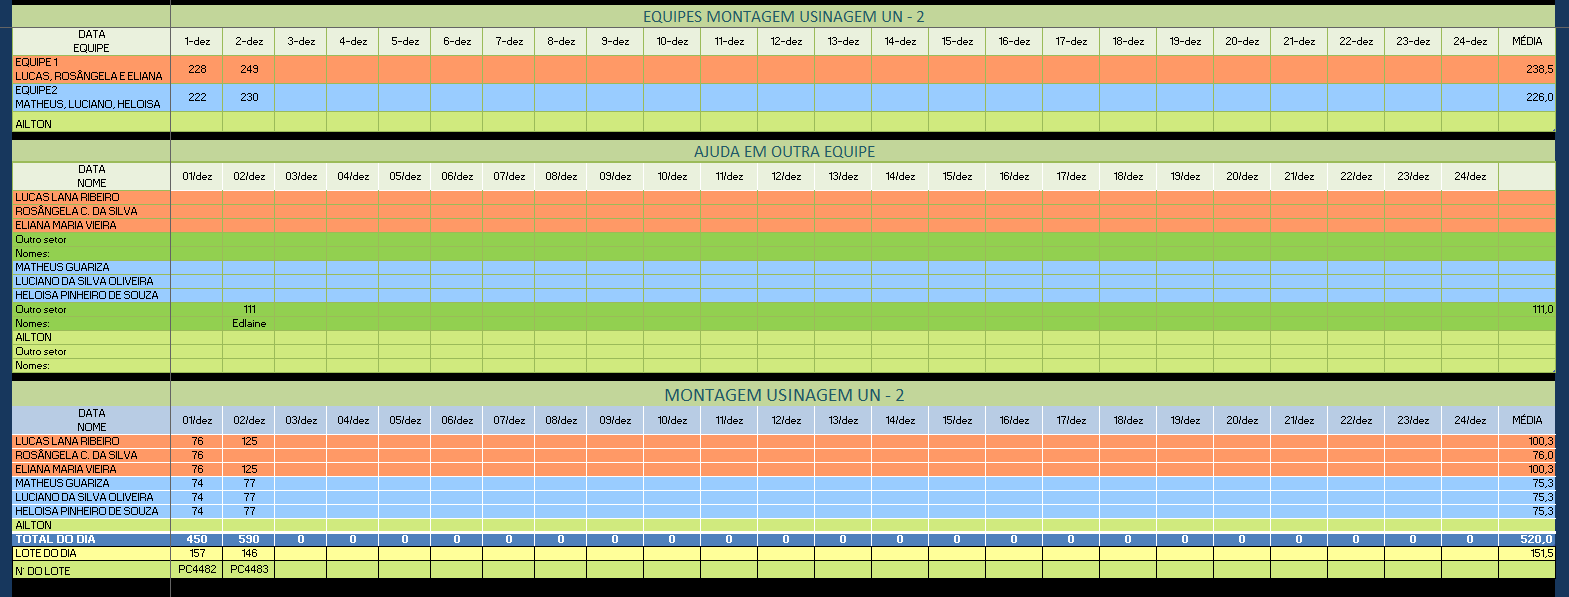 EQUIPES MONTAGEM USINAGEM UN - 2
DATA
EQUIPE 1-dez 2-dez 3-dez 4-dez 5-dez 6-dez 7-dez 8-dez 9-dez 10-dez 11-dez 12-dez 13-dez 14-dez 15-dez 16-dez 17-dez 18-dez 19-dez 20-dez 21-dez 22-dez 23-dez 24-dez MÉDIA
EQUIPE 1
LUCAS, ROSÂNGELA E ELIANA 228 249 238,5
EQUIPE2
MATHEUS, LUCIANO, HELOISA 222 230 226,0
AILTON
AJUDA EM OUTRA EQUIPE
DATA
NOME 01/dez 02/dez 03/dez 04/dez 05/dez 06/dez 07/dez 08/dez 09/dez 10/dez 11/dez 12/dez 13/dez 14/dez 15/dez 16/dez 17/dez 18/dez 19/dez 20/dez 21/dez 22/dez 23/dez 24/dez
LUCAS LANA RIBEIRO
ROSÂNGELA C. DA SILVA
ELIANA MARIA VIEIRA
Outro setor
Nomes:
MATHEUS GUARIZA
LUCIANO DA SILVA OLIVEIRA
HELOISA PINHEIRO DE SOUZA
Outro setor 111 111,0
Nomes: Edlaine
AILTON
Outro setor
Nomes:
MONTAGEM USINAGEM UN - 2
DATA
NOME 01/dez 02/dez 03/dez 04/dez 05/dez 06/dez 07/dez 08/dez 09/dez 10/dez 11/dez 12/dez 13/dez 14/dez 15/dez 16/dez 17/dez 18/dez 19/dez 20/dez 21/dez 22/dez 23/dez 24/dez MÉDIA
LUCAS LANA RIBEIRO 76 125 100,3
ROSÂNGELA C. DA SILVA 76 76,0
ELIANA MARIA VIEIRA 76 125 100,3
MATHEUS GUARIZA 74 77 75,3
LUCIANO DA SILVA OLIVEIRA 74 77 75,3
HELOISA PINHEIRO DE SOUZA 74 77 75,3
AILTON
TOTAL DO DIA 450 590 0 0 0 0 0 0 0 0 0 0 0 0 0 0 0 0 0 0 0 0 0 0 520,0
LOTE DO DIA 157 146 151,5
N° DO LOTE PC4482 PC4483